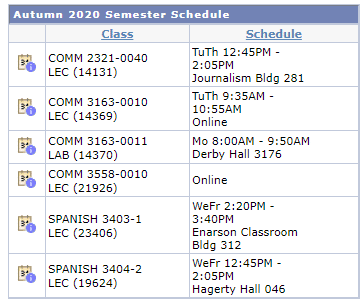 Autumn 2020 Semester Schedule
Class Schedule
COMM 2321-0040
LEC (14131)
TuTh 12:45PM -
2:05PM
Journalism Bldg 281
COMM 3163-0010
LEC (14369)
TuTh 9:35AM -
10:55AM
Online
COMM 3163-0011
LAB (14370)
Mo 8:00AM - 9:50AM
Derby Hall 3176
COMM 3558-0010
LEC (21926)
Online
SPANISH 3403-1
LEC (23406)
WeFr 2:20PM -
3:40PM
Enarson Classroom
Bldg 312
SPANISH 3404-2
LEC (19624)
WeFr 12:45PM -
2:05PM
Hagerty Hall 046